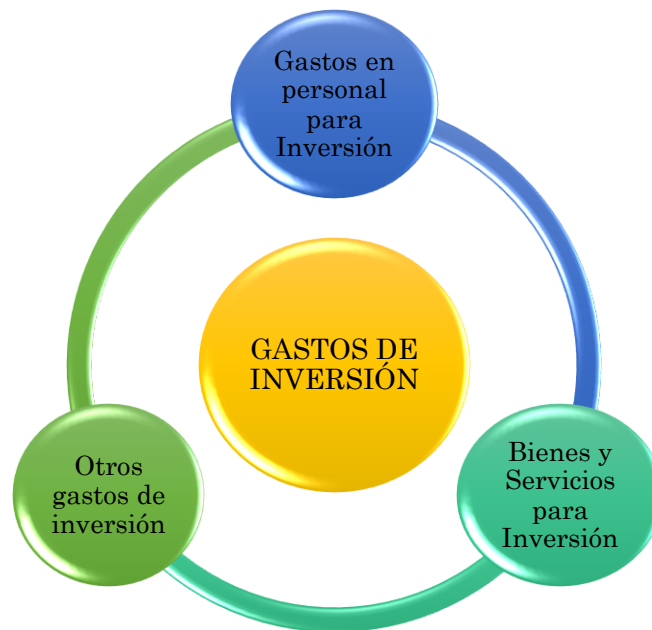 Gastos en
personal
para
Inversión
GASTOS DE
INVERSIÓN
Otros
gastos de
inversión
Bienes y
Servicios
para
Inversión